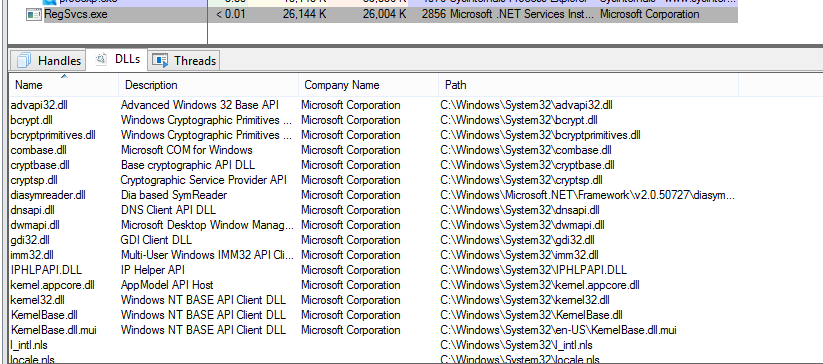 RegSvcs.exe < 0.01 26,144 K 26,004 K 2856 Microsoft .NET Services Inst... Microsoft Corporation
Handles DLLs Threads
Name Description Company Name Path
advapi32.dll Advanced Windows 32 Base API Microsoft Corporation C:\Windows\System32\advapi32.dll
bcrypt.dll Windows Cryptographic Primitives ... Microsoft Corporation C:\Windows\System32\bcrypt.dll
bcryptprimitives.dll Windows Cryptographic Primitives ... Microsoft Corporation C:\Windows\System32\bcryptprimitives.dll
combase.dll Microsoft COM for Windows Microsoft Corporation C:\Windows\System32\combase.dll
cryptbase.dll Base cryptographic API DLL Microsoft Corporation C:\Windows\System32\cryptbase.dll
cryptsp.dll Cryptographic Service Provider API Microsoft Corporation C:\Windows\System32\cryptsp.dll
diasymreader.dll Dia based SymReader Microsoft Corporation C:\Windows\Microsoft.NET\Framework\v2.0.50727\diasym...
dnsapi.dll DNS Client API DLL Microsoft Corporation C:\Windows\System32\dnsapi.dll
dwmapi.dll Microsoft Desktop Window Manag... Microsoft Corporation C:\Windows\System32\dwmapi.dll
gdi32.dll GDI Client DLL Microsoft Corporation C:\Windows\System32\gdi32.dll
imm32.dll Multi-User Windows IMM32 API Cli... Microsoft Corporation C:\Windows\System32\imm32.dll
IPHLPAPI.DLL IP Helper API Microsoft Corporation C:\Windows\System32\IPHLPAPI.DLL
kernel.appcore.dll AppModel API Host Microsoft Corporation C:\Windows\System32\kernel.appcore.dll
kernel32.dll Windows NT BASE API Client DLL Microsoft Corporation C:\Windows\System32\kernel32.dll
KernelBase.dll Windows NT BASE API Client DLL Microsoft Corporation C:\Windows\System32\KernelBase.dll
KernelBase.dll.mui Windows NT BASE API Client DLL Microsoft Corporation C:\Windows\System32\en-US\KernelBase.dll.mui
l_intl.nls C:\Windows\System32\l_intl.nls
locale.nls C:\Windows\System32\locale.nls